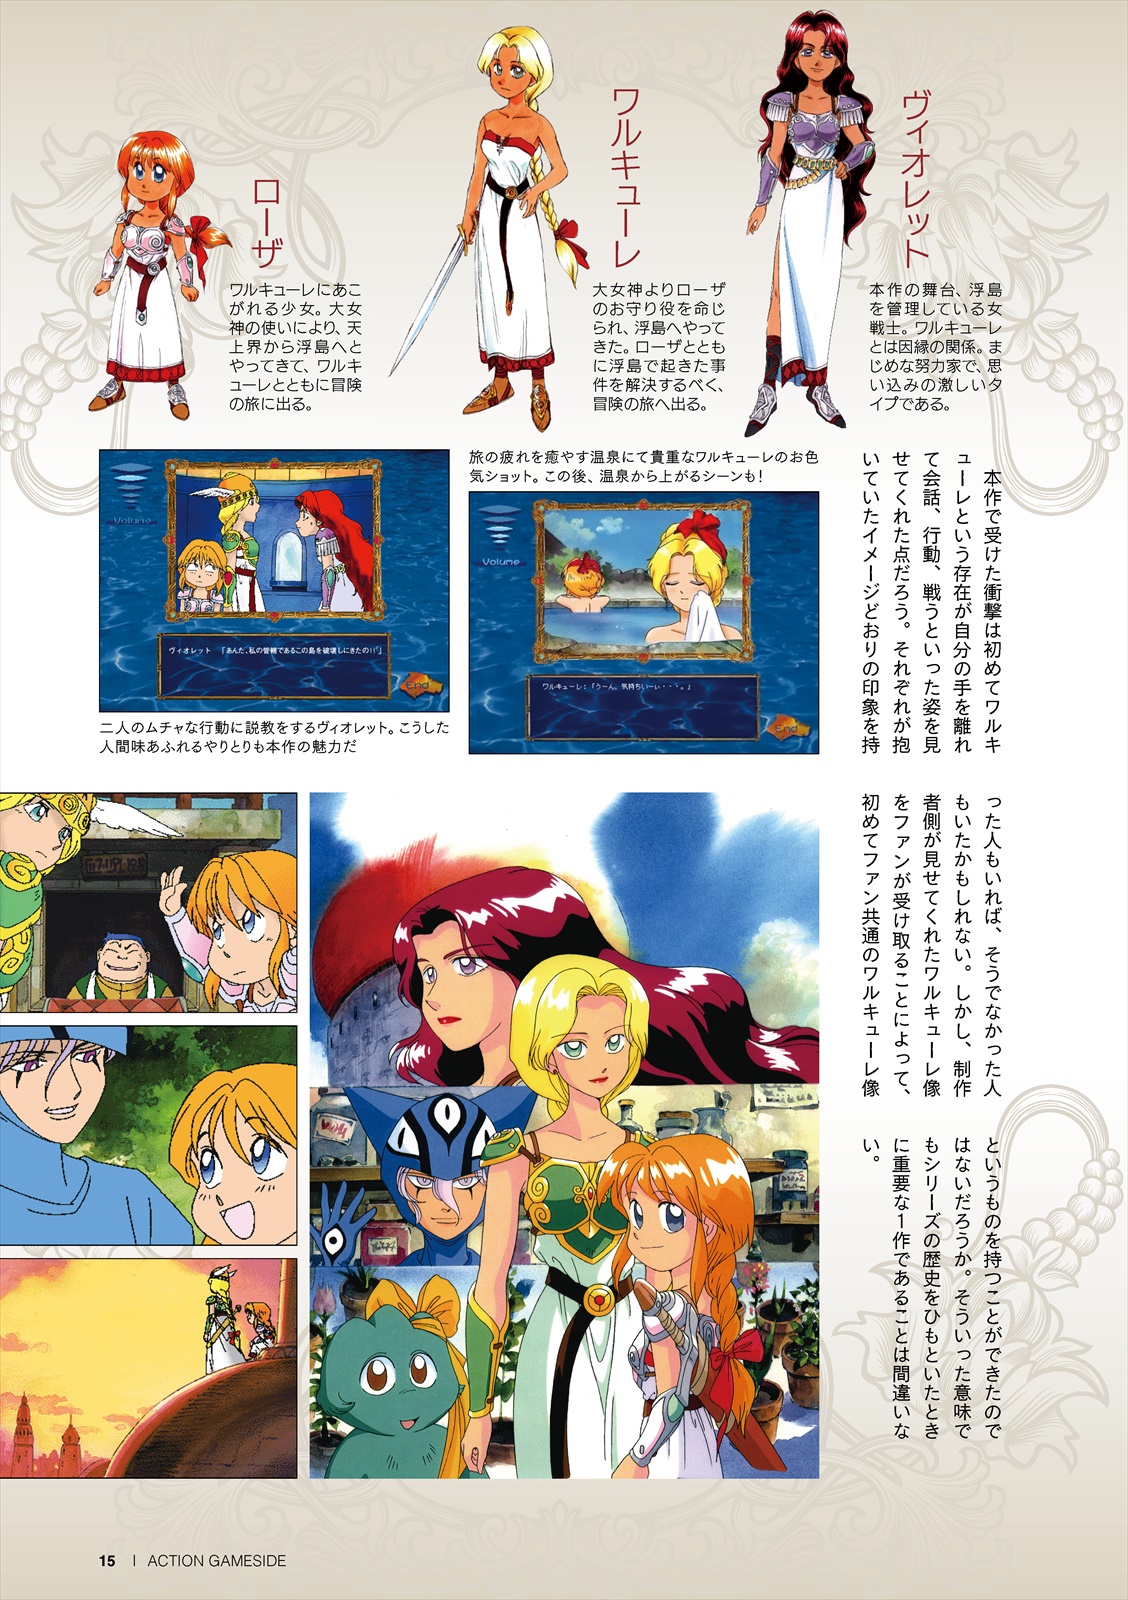 ヴィオレット
本作の舞台、浮島
を管理している女
戦士。ワルキューレ
とは因縁の関係。ま
じめな努力家で、思
い込みの激しいタ
イプである。
ワルキューレ
大女神よりローザ
のお守り役を命じ
られ、浮島へやって
きた。ローザととも
に浮島で起きた事
件を解決するべく、
冒険の旅へ出る。
ローザ
ワルキューレにあこ
がれる少女。大女
神の使いにより、天
上界から浮島へと
やってきて、ワルキ
ューレとともに冒険
の旅に出る。
本作で受けた衝撃は初めてワルキ
ューレという存在が自分の手を離れ
て会話、行動、戦うといった姿を見
せてくれた点だろう。それぞれが抱
いていたイメージどおりの印象を持
った人もいれば、そうでなかった人
もいたかもしれない。しかし、制作
者側が見せてくれたワルキューレ像
をファンが受け取ることによって、
初めてファン共通のワルキューレ像
というものを持つことができたので
はないだろうか。そういった意味で
もシリーズの歴史をひもといたとき
に重要な1作であることは間違いな
い。
旅の疲れを癒やす温泉にて貴重なワルキューレのお色
気ショット。この後、温泉から上がるシーンも！
Volume
ワルキューレ：「うーん、気持ちいーぃ・・・。」
End
Volume
ヴィオレット 「あんた、私の管轄であるこの島を破壊しにきたの!!」
End
二人のムチャな行動に説教をするヴィオレット。こうした
人間味あふれるやりとりも本作の魅力だ
15 | ACTION GAMESIDE